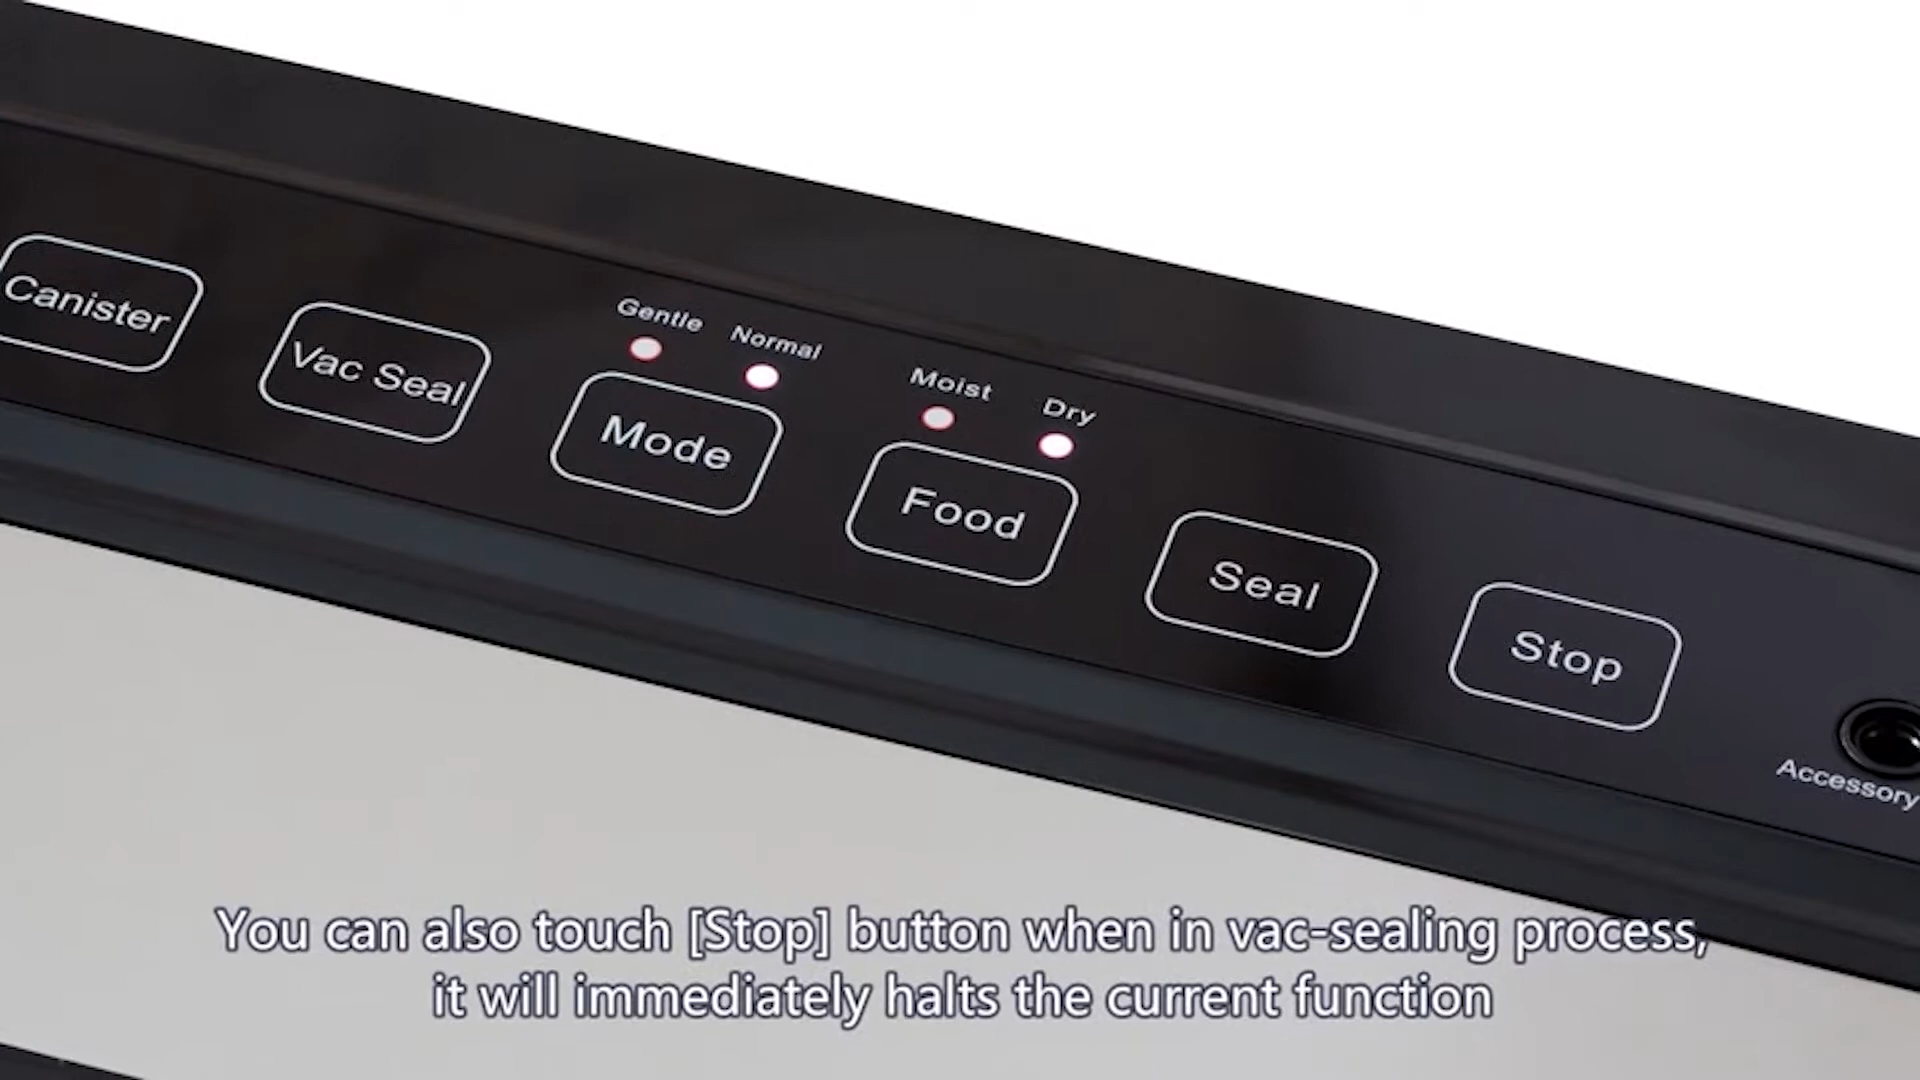 Canister
Vac Seal
Gentle Normal
Mode
Moist Dry
Food
Seal
Stop
Accessory
You can also touch [Stop] button when in vac-sealing process,
it will immediately halts the current function